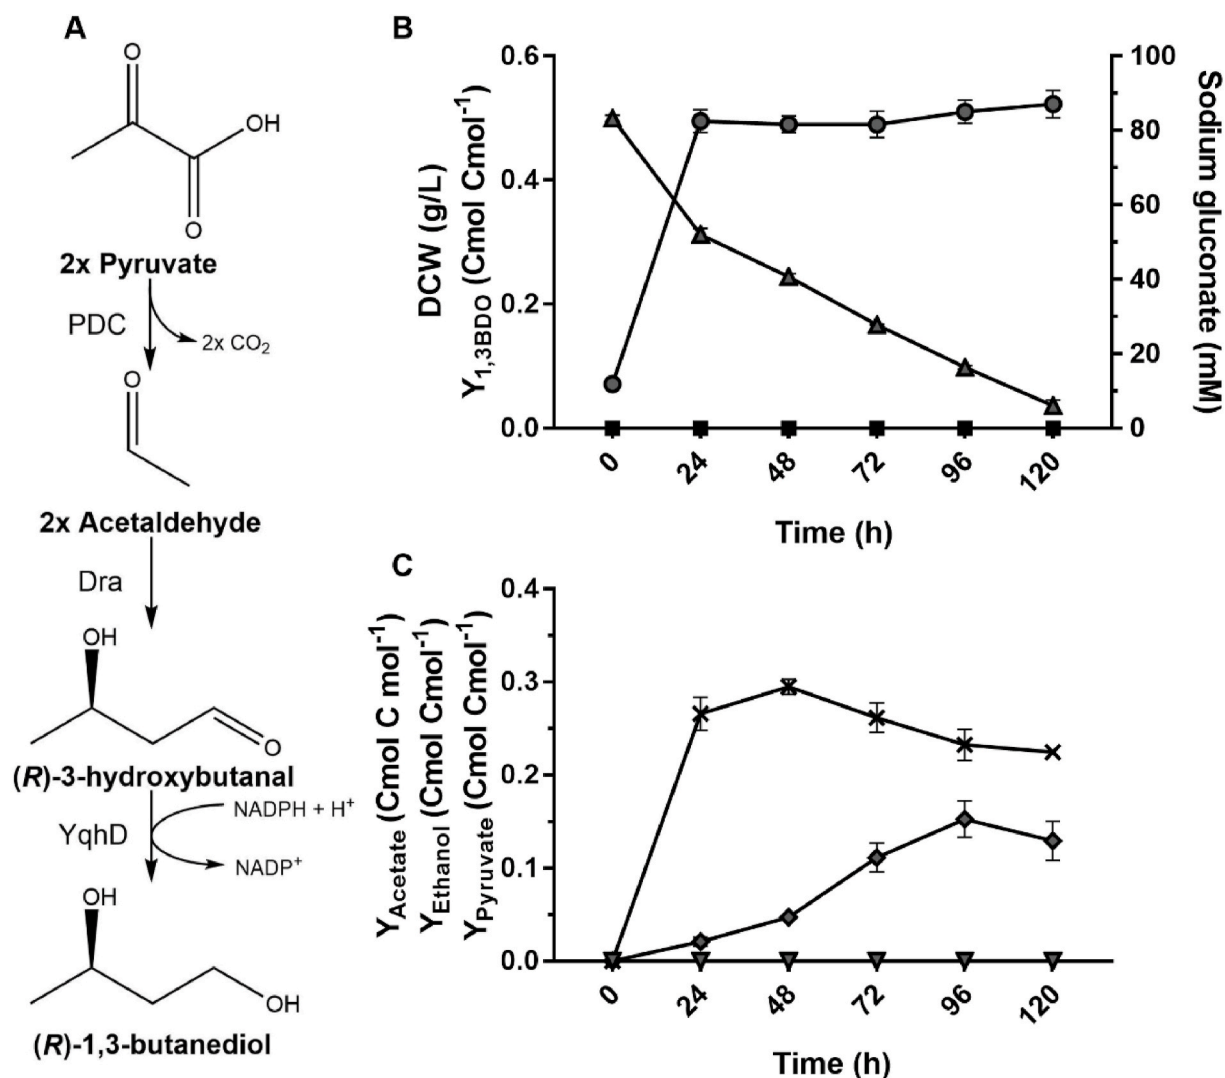 A
O
OH
O
2x Pyruvate
PDC
2x CO₂
O
2x Acetaldehyde
Dra
OH
O
(R)-3-hydroxybutanal
YqhD
NADPH + H⁺
NADP⁺
OH
OH
(R)-1,3-butanediol
B
DCW (g/L)
Y₁,₃BDO (Cmol Cmol⁻¹)
0.6
0.4
0.2
0.0
100
80
60
40
20
0
Sodium gluconate (mM)
0 24 48 72 96 120
Time (h)
C
YAcetate (Cmol C mol⁻¹)
YEthanol (Cmol Cmol⁻¹)
YPyruvate (Cmol Cmol⁻¹)
0.4
0.3
0.2
0.1
0.0
0 24 48 72 96 120
Time (h)